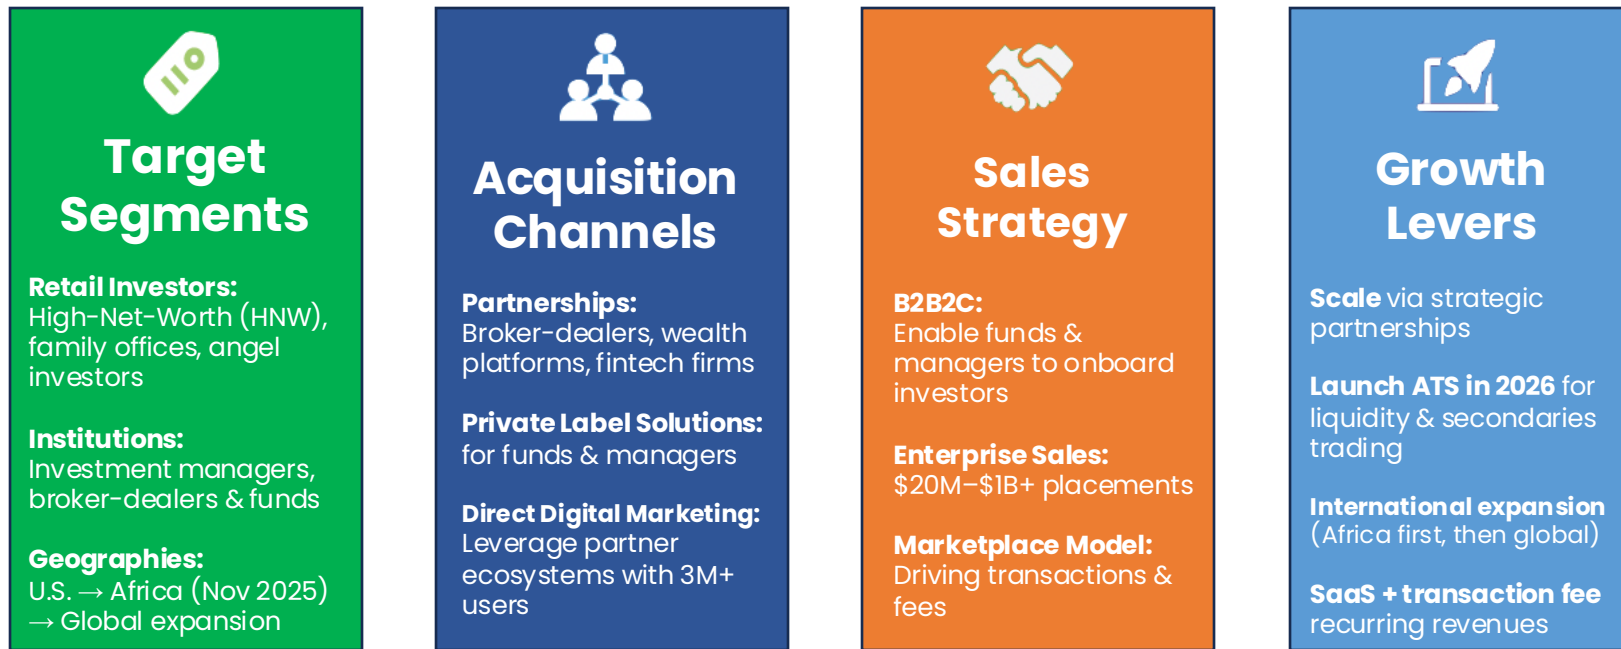 Target
Segments
Retail Investors:
High-Net-Worth (HNW),
family offices, angel
investors
Institutions:
Investment managers,
broker-dealers & funds
Geographies:
U.S. → Africa (Nov 2025)
→ Global expansion
Acquisition
Channels
Partnerships:
Broker-dealers, wealth
platforms, fintech firms
Private Label Solutions:
for funds & managers
Direct Digital Marketing:
Leverage partner
ecosystems with 3M+
users
Sales
Strategy
B2B2C:
Enable funds &
managers to onboard
investors
Enterprise Sales:
$20M–$1B+ placements
Marketplace Model:
Driving transactions &
fees
Growth
Levers
Scale via strategic
partnerships
Launch ATS in 2026 for
liquidity & secondaries
trading
International expansion
(Africa first, then global)
SaaS + transaction fee
recurring revenues